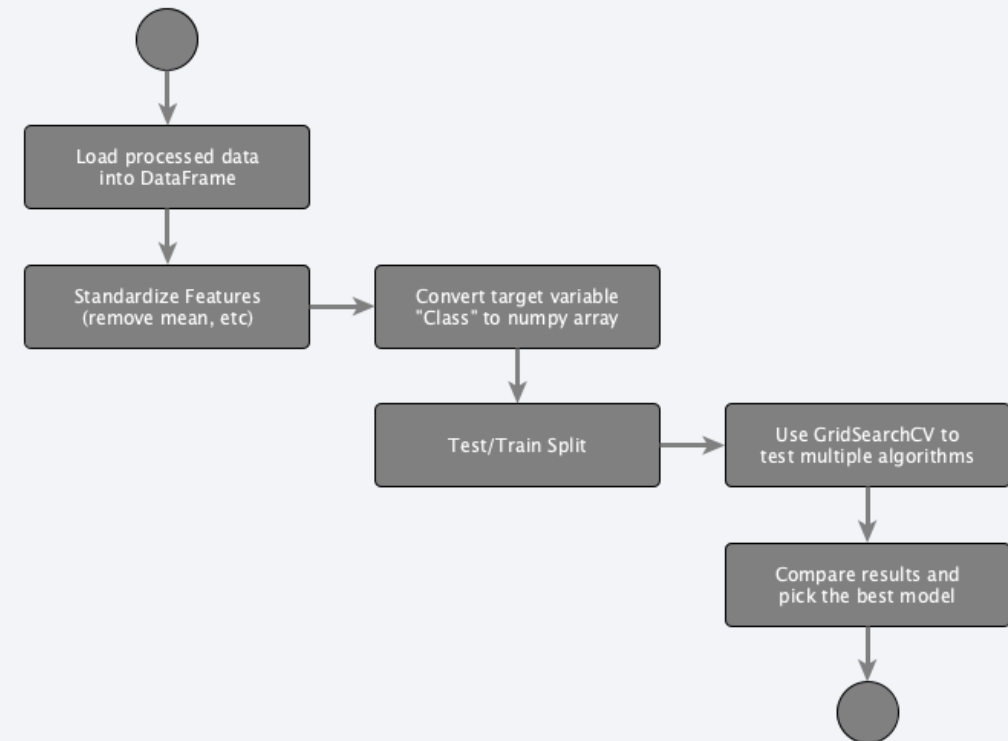 Load processed data
into DataFrame
Standardize Features
(remove mean, etc)
Convert target variable
"Class" to numpy array
Test/Train Split
Use GridSearchCV to
test multiple algorithms
Compare results and
pick the best model